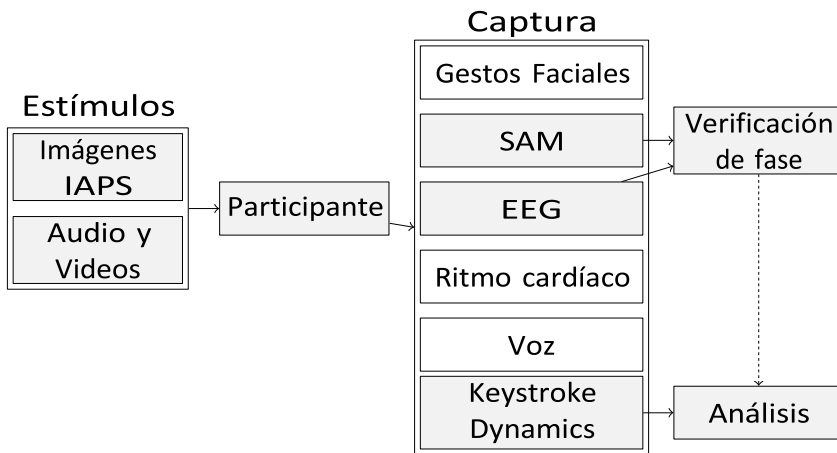 Estímulos
Imágenes
IAPS
Audio y
Videos
Participante
Captura
Gestos Faciales
SAM
EEG
Ritmo cardíaco
Voz
Keystroke
Dynamics
Verificación
de fase
Análisis